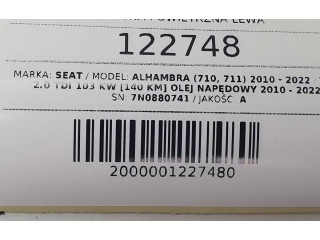 LEWA
122748
MARKA: SEAT / MODEL: ALHAMBRA (710, 711) 2010 - 2022
2.0 TDI 103 KW [140 KM] OLEJ NAPĘDOWY 2010 - 2022
SN: 7N0880741 / JAKOŚĆ: A
2000001227480